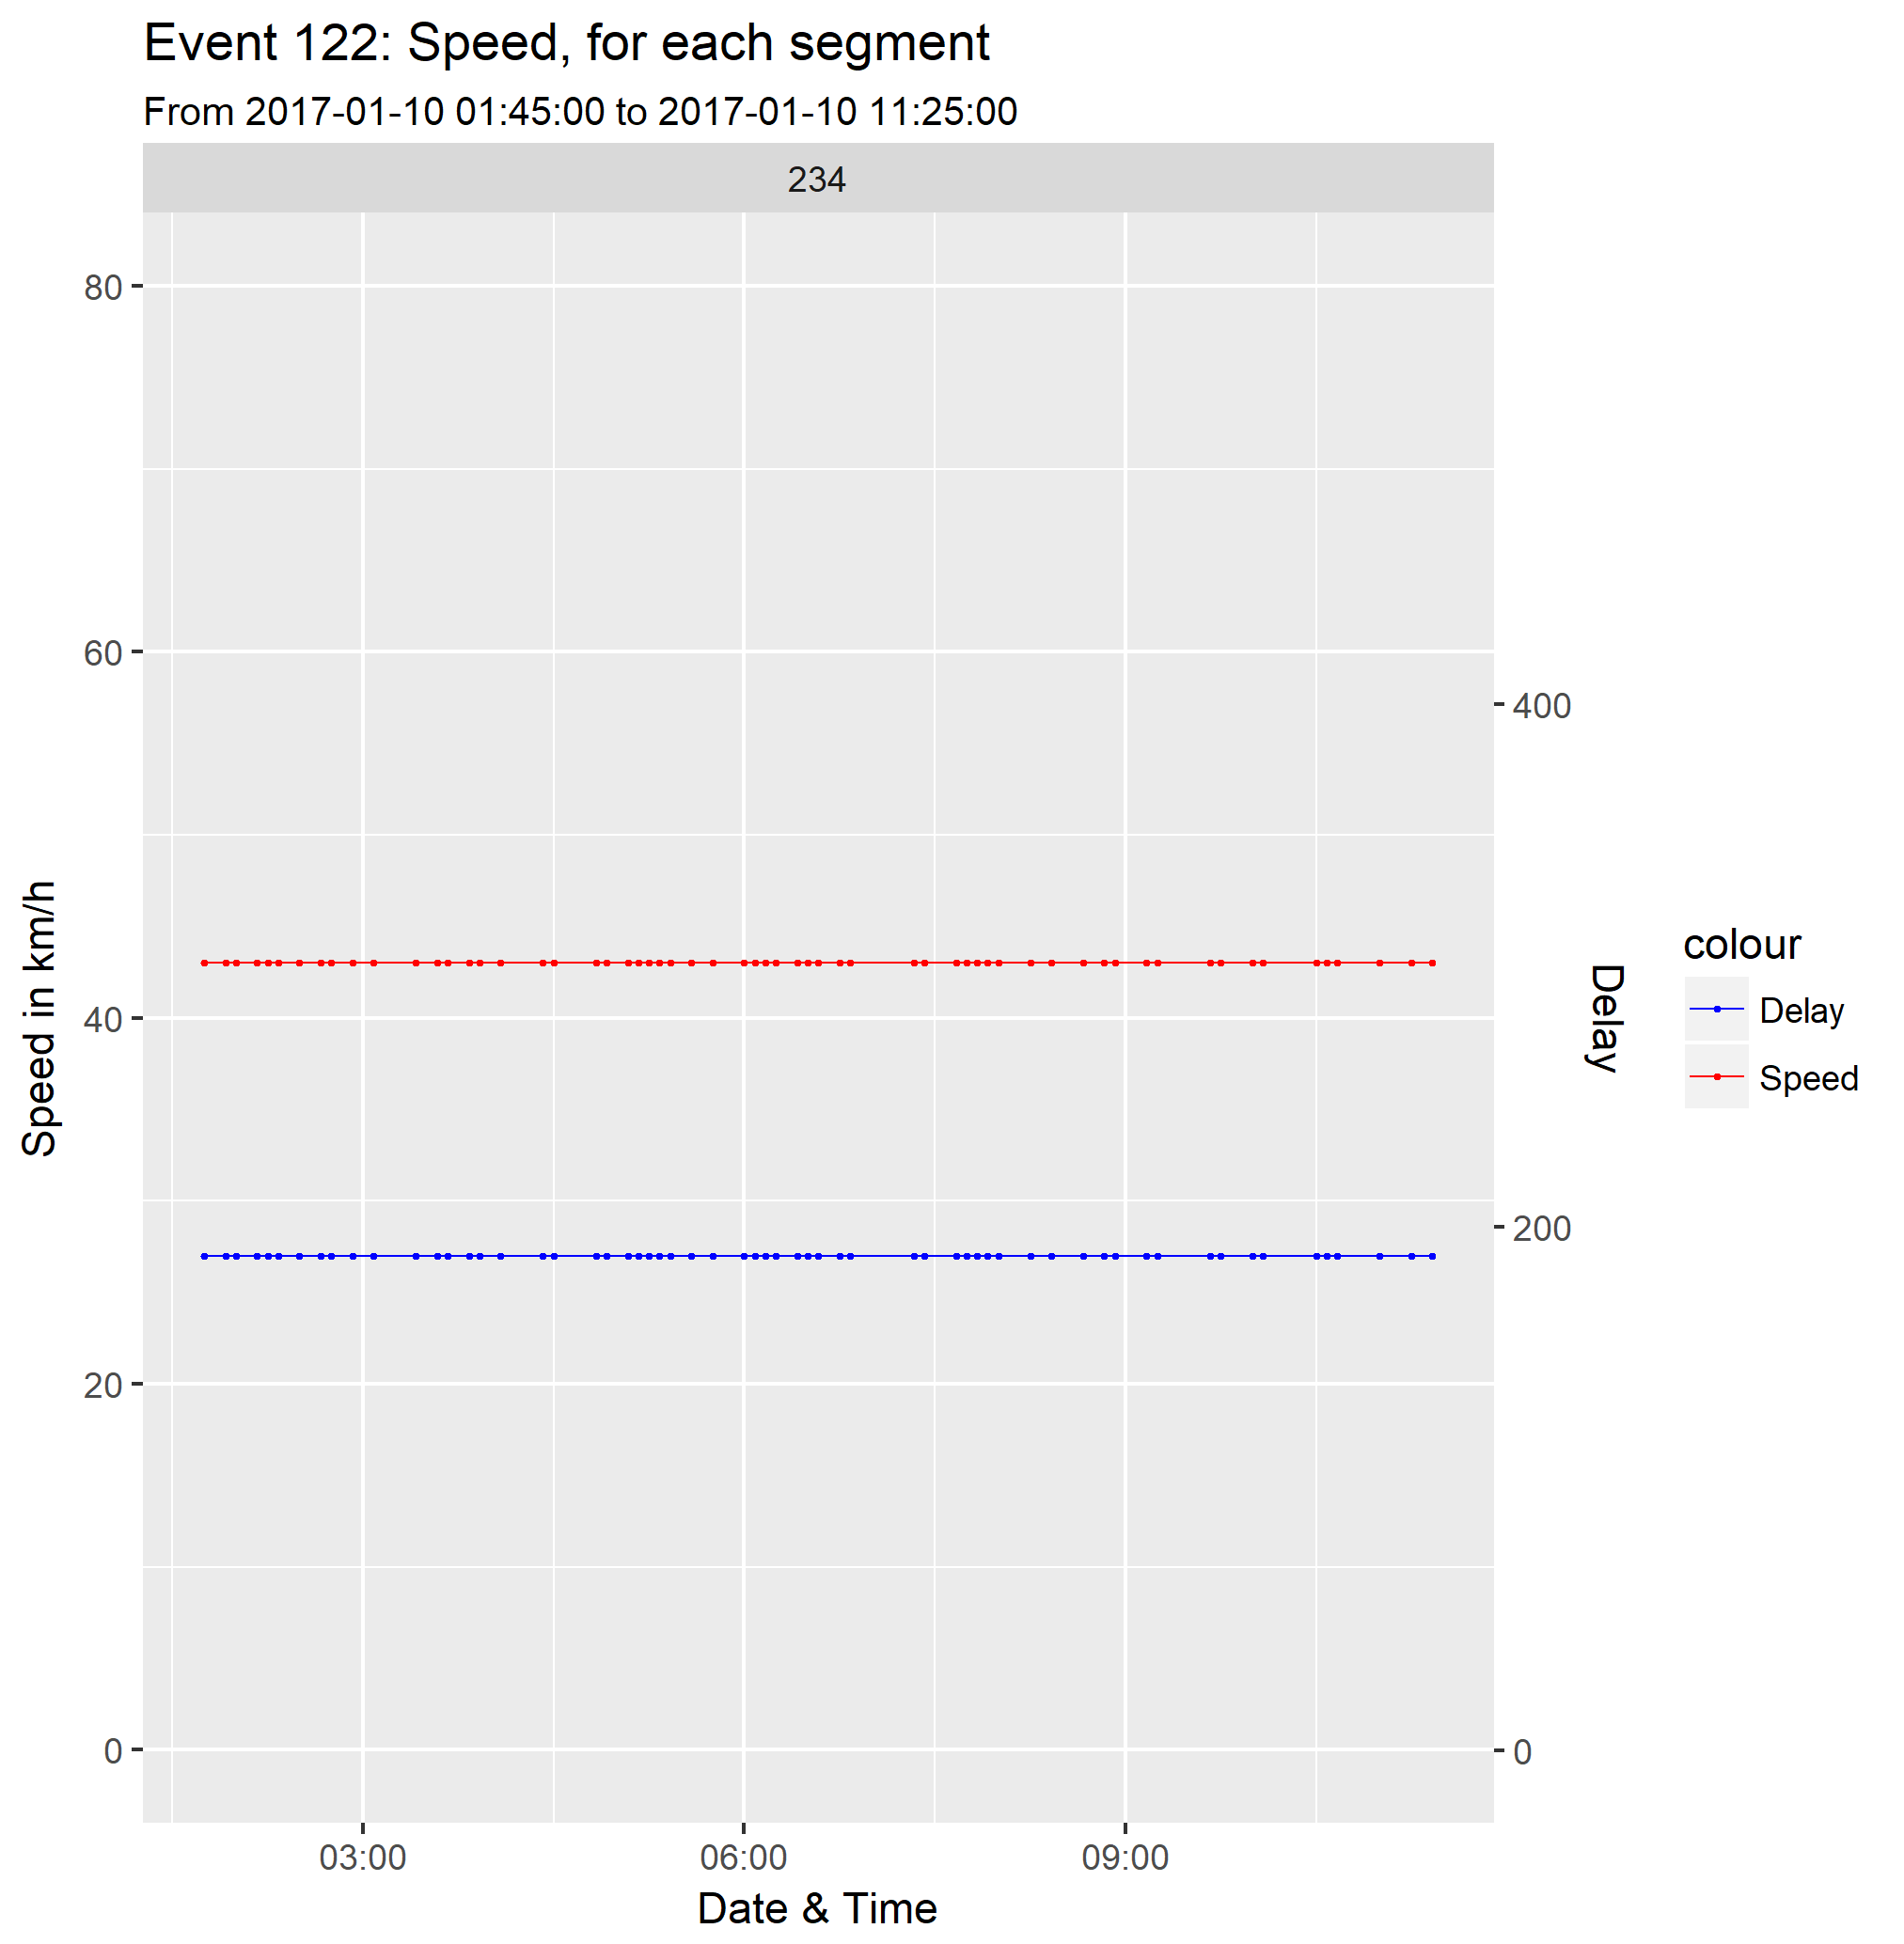 Event 122: Speed, for each segment
From 2017-01-10 01:45:00 to 2017-01-10 11:25:00
234
80
60
40
20
0
Speed in km/h
400
200
0
Delay
03:00
06:00
09:00
Date & Time
colour
Delay
Speed